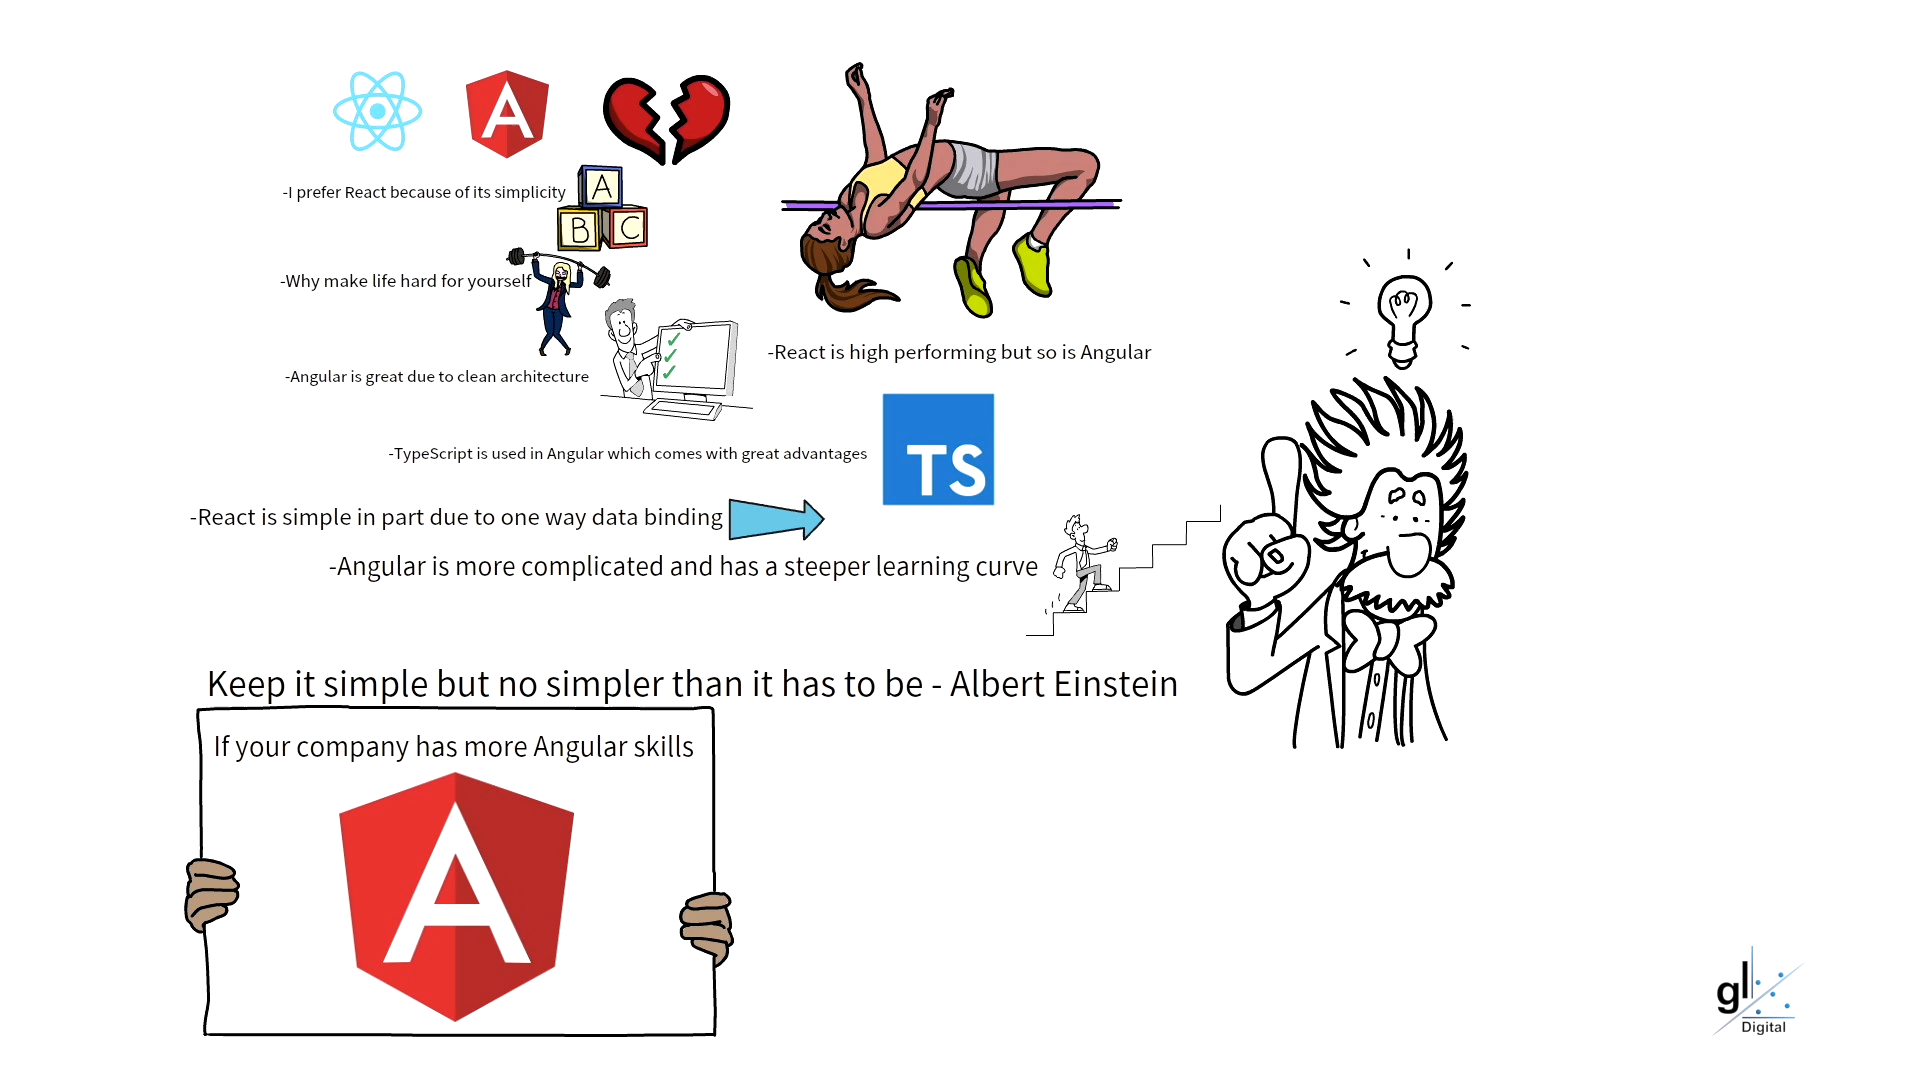 A
-I prefer React because of its simplicity
A
B C
-Why make life hard for yourself
-React is high performing but so is Angular
-Angular is great due to clean architecture
-TypeScript is used in Angular which comes with great advantages
TS
-React is simple in part due to one way data binding
-Angular is more complicated and has a steeper learning curve
Keep it simple but no simpler than it has to be - Albert Einstein
If your company has more Angular skills
A
gl
Digital